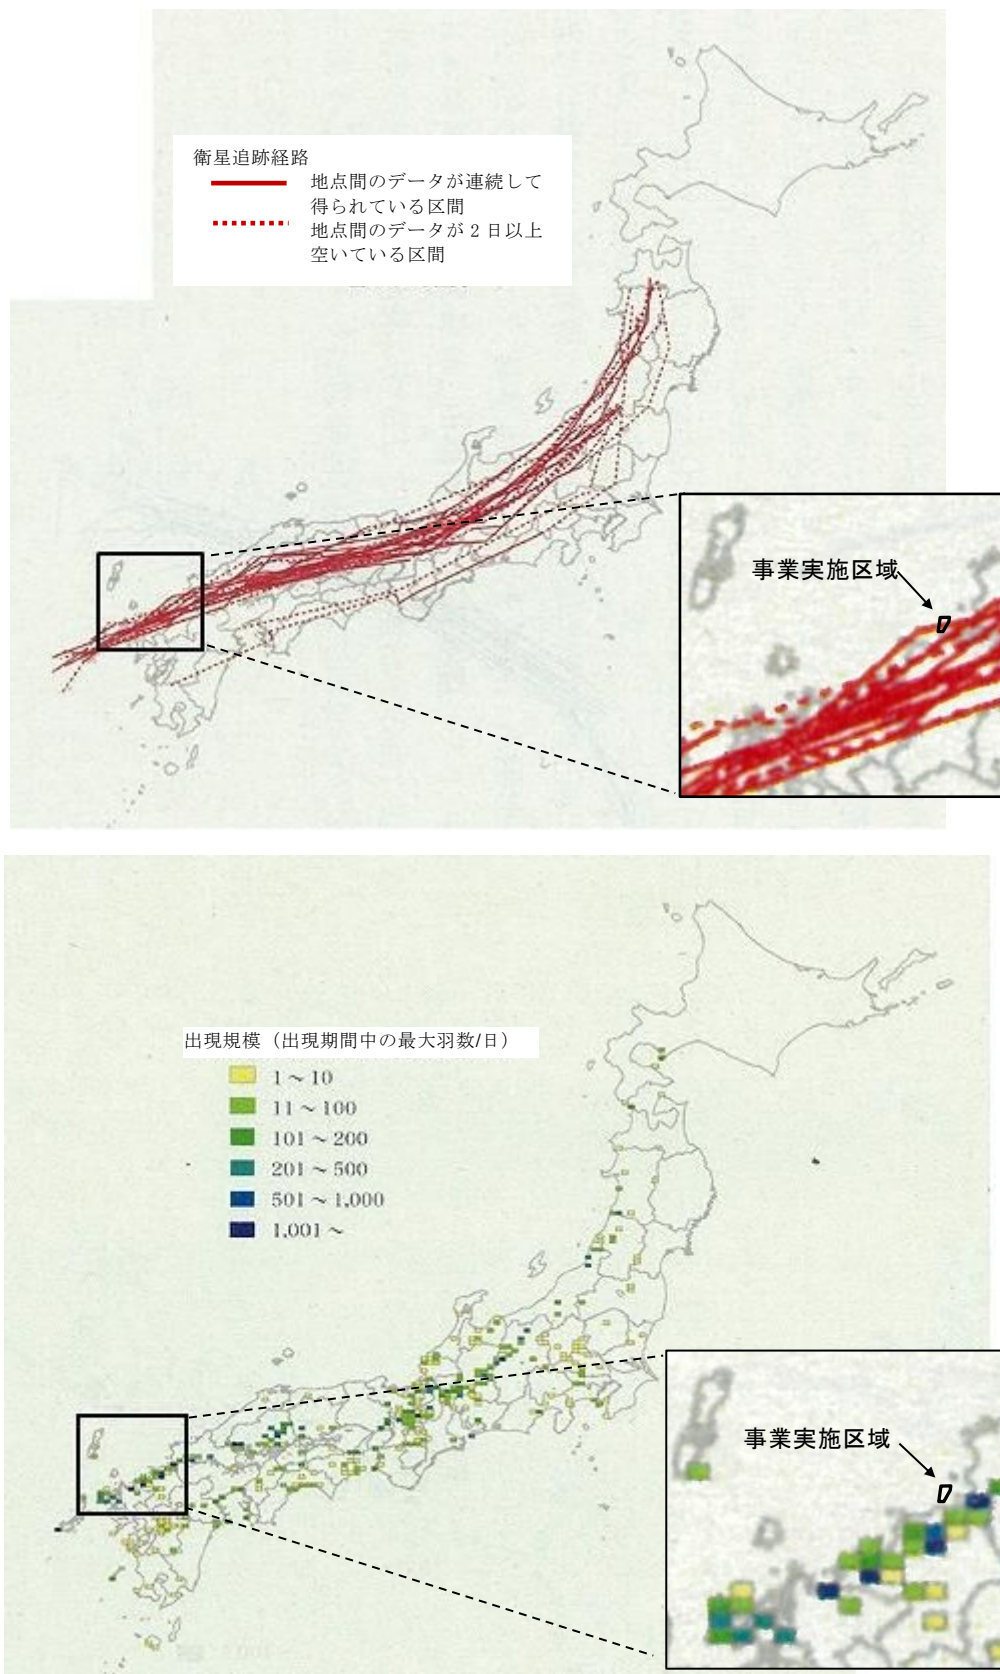 衛星追跡経路
地点間のデータが連続して
得られている区間
地点間のデータが２日以上
空いている区間
事業実施区域
出現規模（出現期間中の最大羽数/日）
1～10
11～100
101～200
201～500
501～1,000
1,001～
事業実施区域